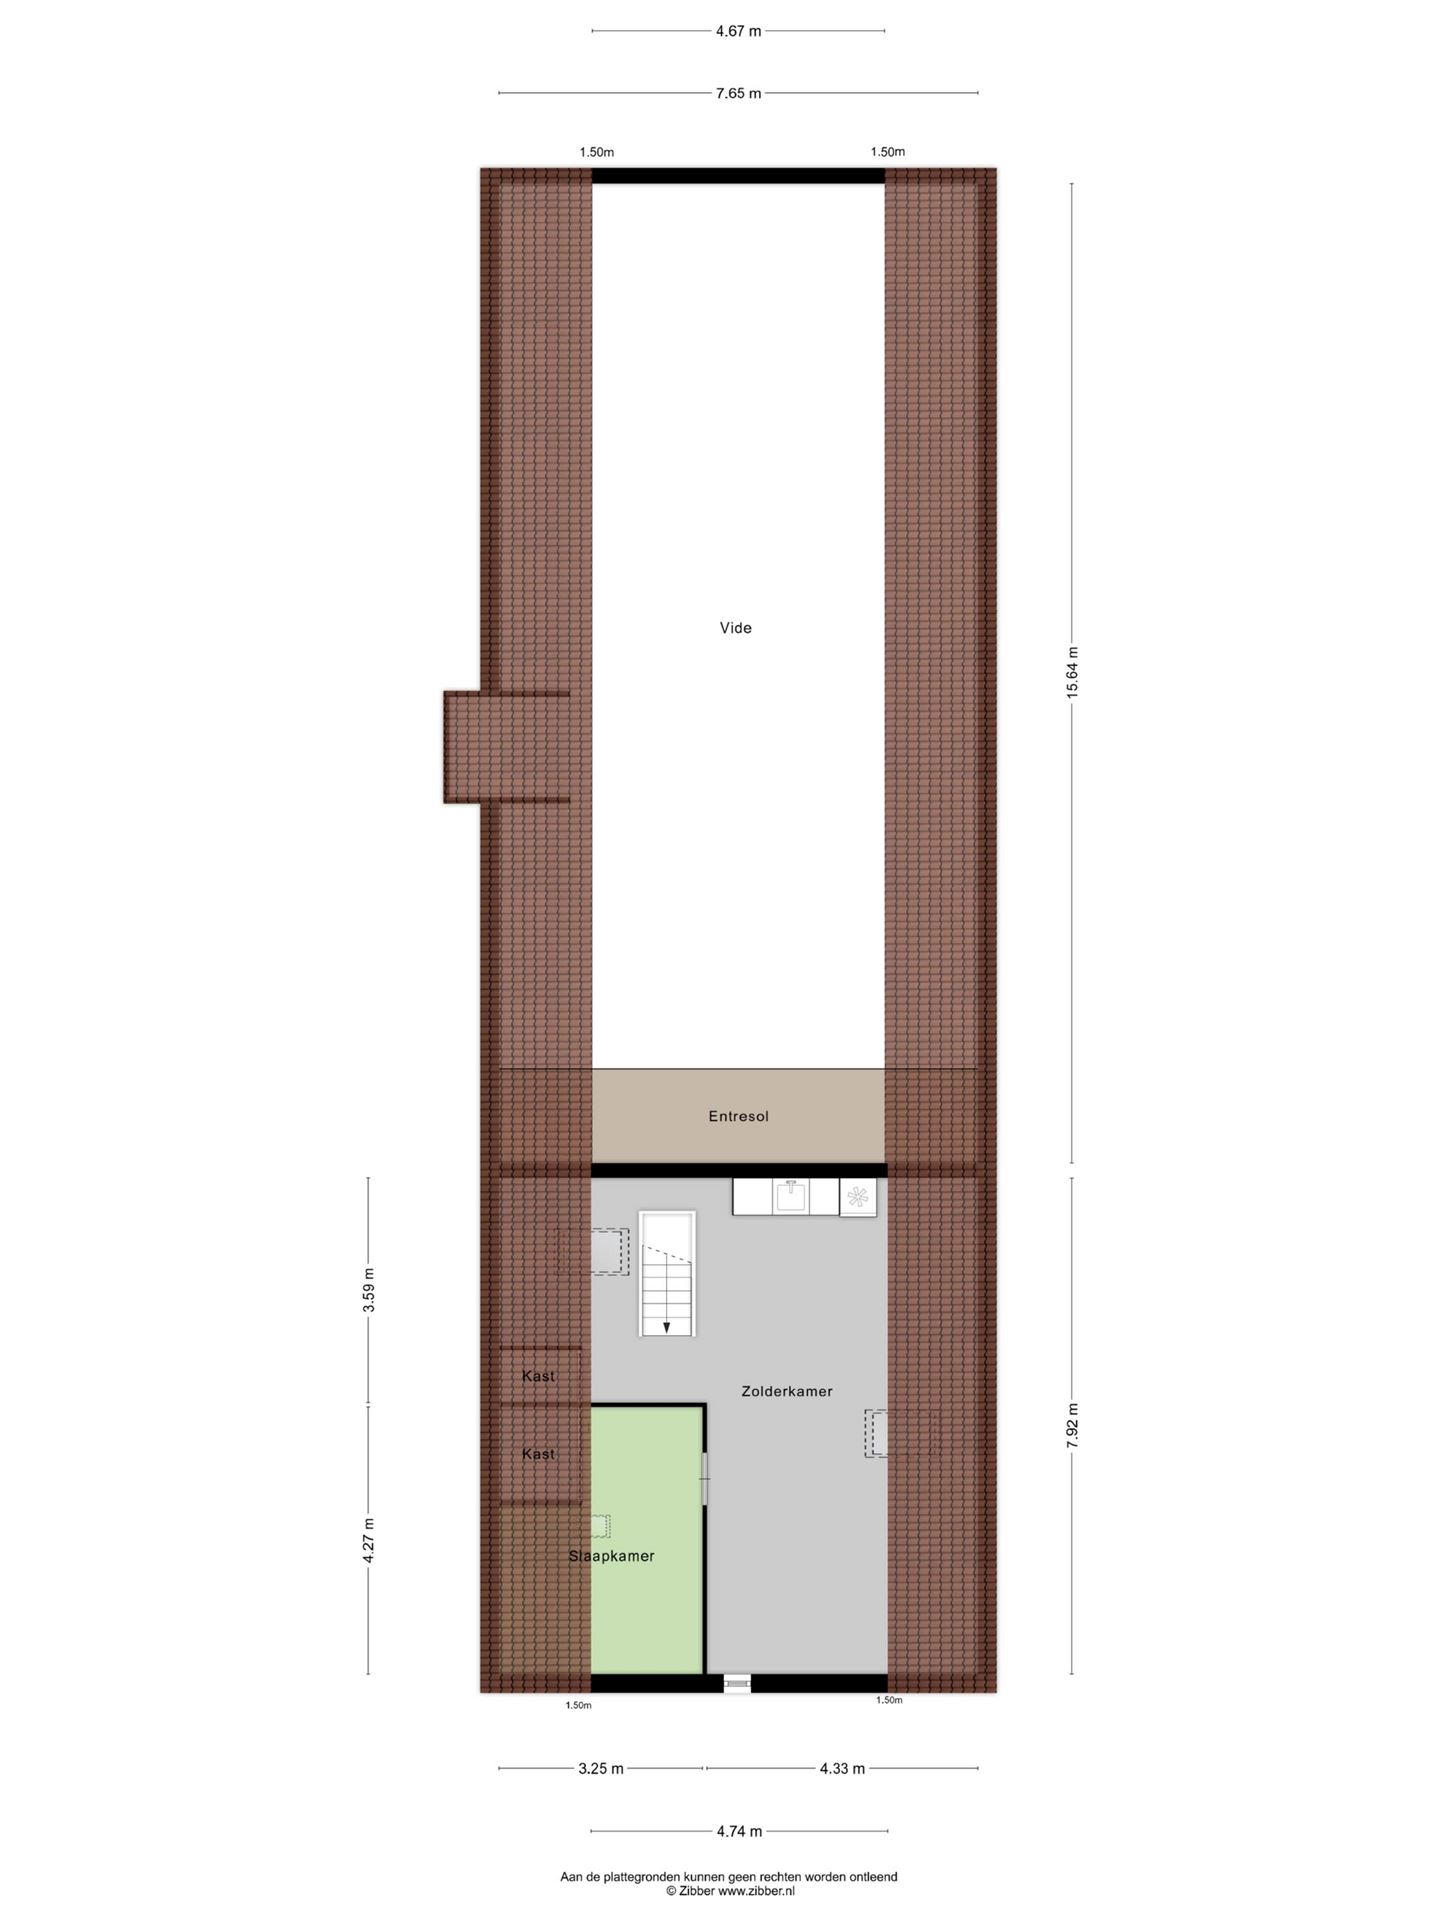 4.67 m
7.65 m
1.50m
1.50m
Vide
15.64 m
Entresol
3.59 m
Kast
Zolderkamer
7.92 m
Kast
4.27 m
Slaapkamer
1.50m
1.50m
3.25 m
4.33 m
4.74 m
Aan de plattegronden kunnen geen rechten worden ontleend
© Zibber www.zibber.nl